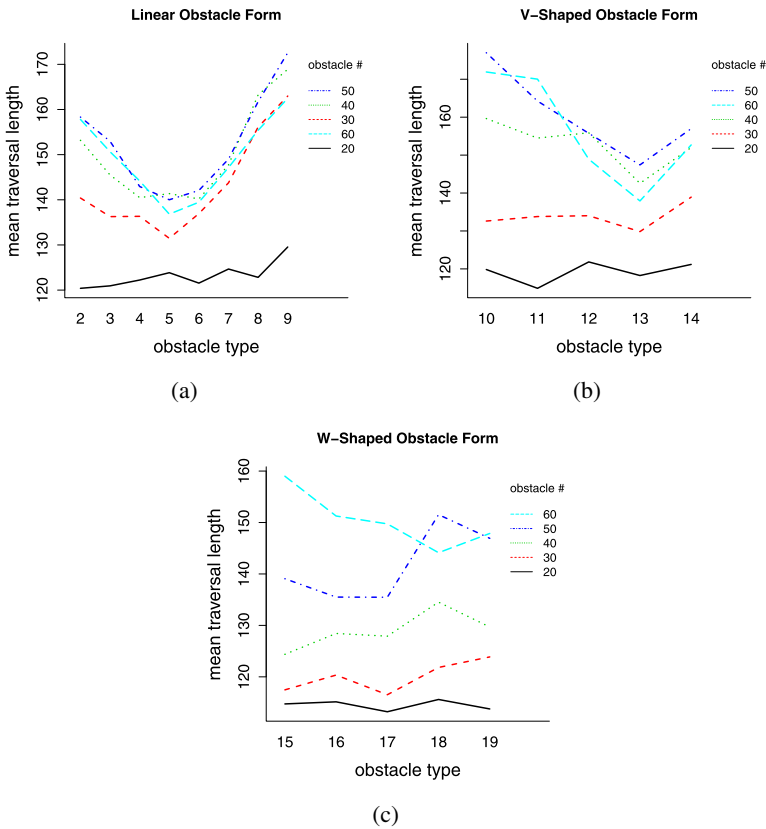 Linear Obstacle Form
mean traversal length
120 130 140 150 160 170
2 3 4 5 6 7 8 9
obstacle type
obstacle #
50
40
30
60
20
(a)
V−Shaped Obstacle Form
mean traversal length
120 140 160
10 11 12 13 14
obstacle type
obstacle #
50
60
40
30
20
(b)
W−Shaped Obstacle Form
mean traversal length
120 130 140 150 160
15 16 17 18 19
obstacle type
obstacle #
60
50
40
30
20
(c)